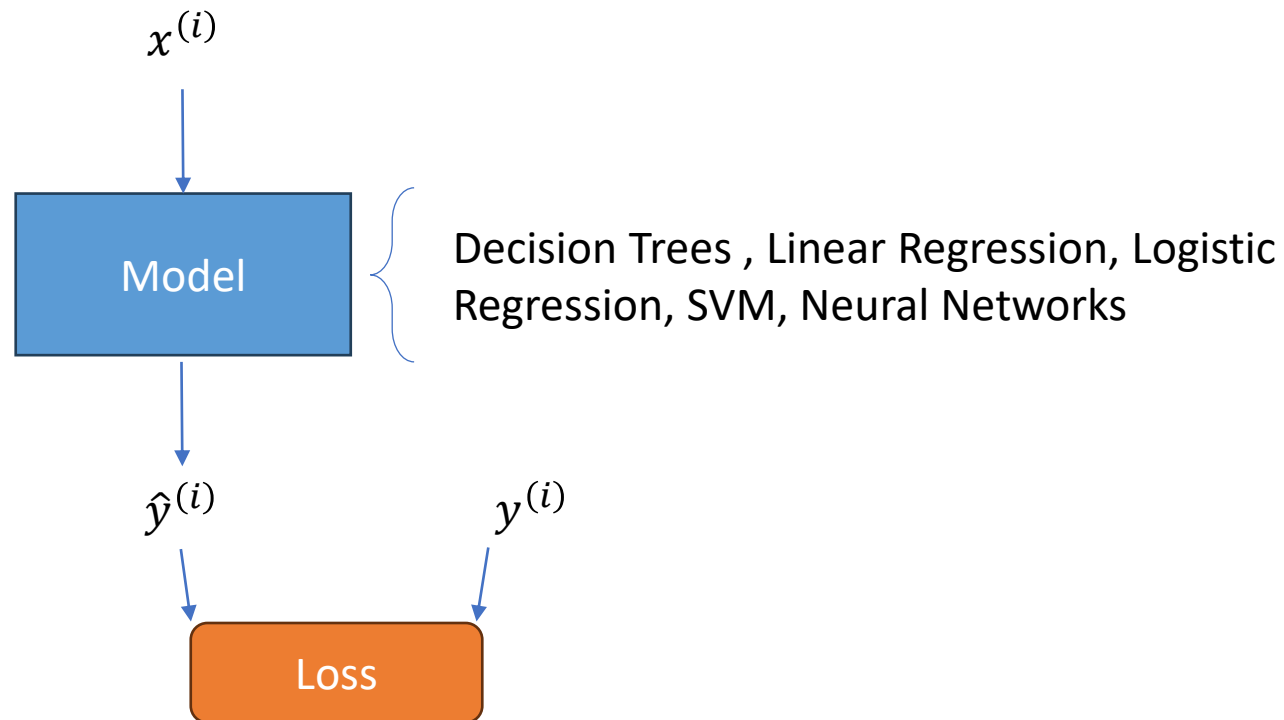 x^(i)
Model
Decision Trees , Linear Regression, Logistic
Regression, SVM, Neural Networks
ŷ^(i)
y^(i)
Loss